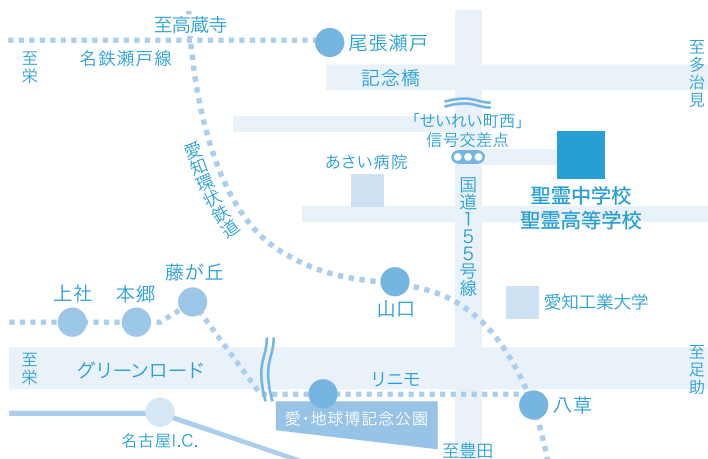 至高蔵寺
尾張瀬戸
至栄
名鉄瀬戸線
至多治見
記念橋
「せいれい町西」
信号交差点
あさい病院
愛知環状鉄道
国道155号線
聖霊中学校
聖霊高等学校
藤が丘
上社
本郷
山口
愛知工業大学
至栄
グリーンロード
リニモ
至足助
八草
愛・地球博記念公園
名古屋I.C.
至豊田